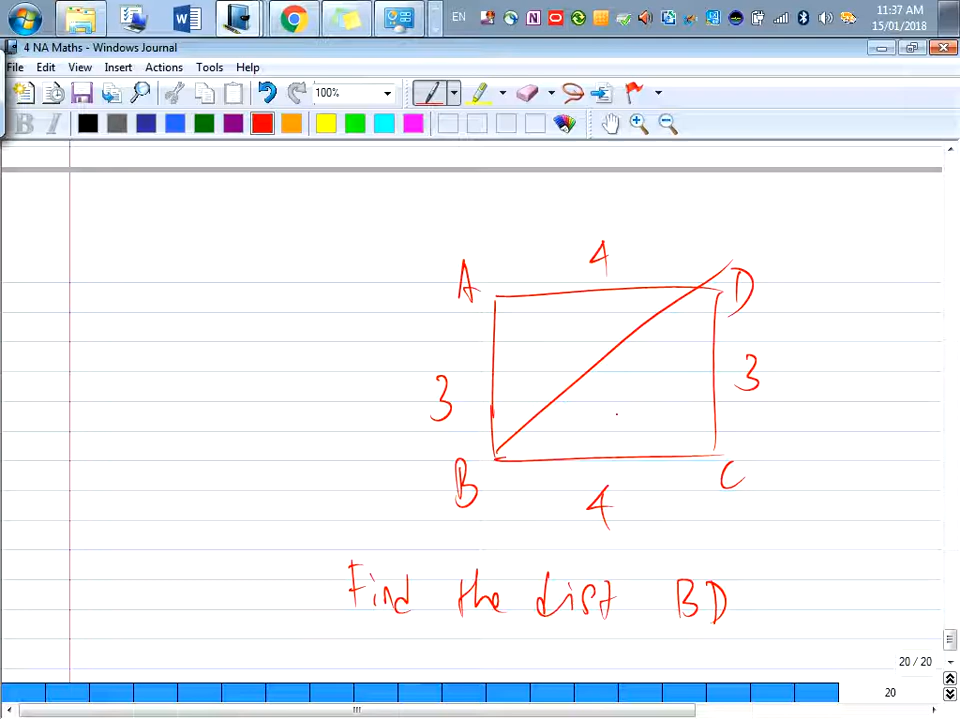 EN
11:37 AM
15/01/2018
4 NA Maths - Windows Journal
File Edit View Insert Actions Tools Help
100%
B I
4
A D
3 3
B C
4
Find the dist BD
20 / 20
20